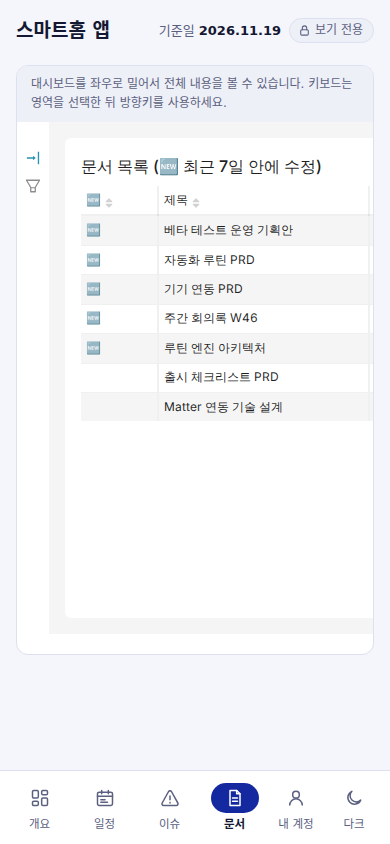 스마트홈 앱
기준일 2026.11.19
보기 전용
대시보드를 좌우로 밀어서 전체 내용을 볼 수 있습니다. 키보드는
영역을 선택한 뒤 방향키를 사용하세요.
문서 목록 (🆕 최근 7일 안에 수정)
🆕 제목
🆕 베타 테스트 운영 기획안
🆕 자동화 루틴 PRD
🆕 기기 연동 PRD
🆕 주간 회의록 W46
🆕 루틴 엔진 아키텍처
출시 체크리스트 PRD
Matter 연동 기술 설계
개요
일정
이슈
문서
내 계정
다크